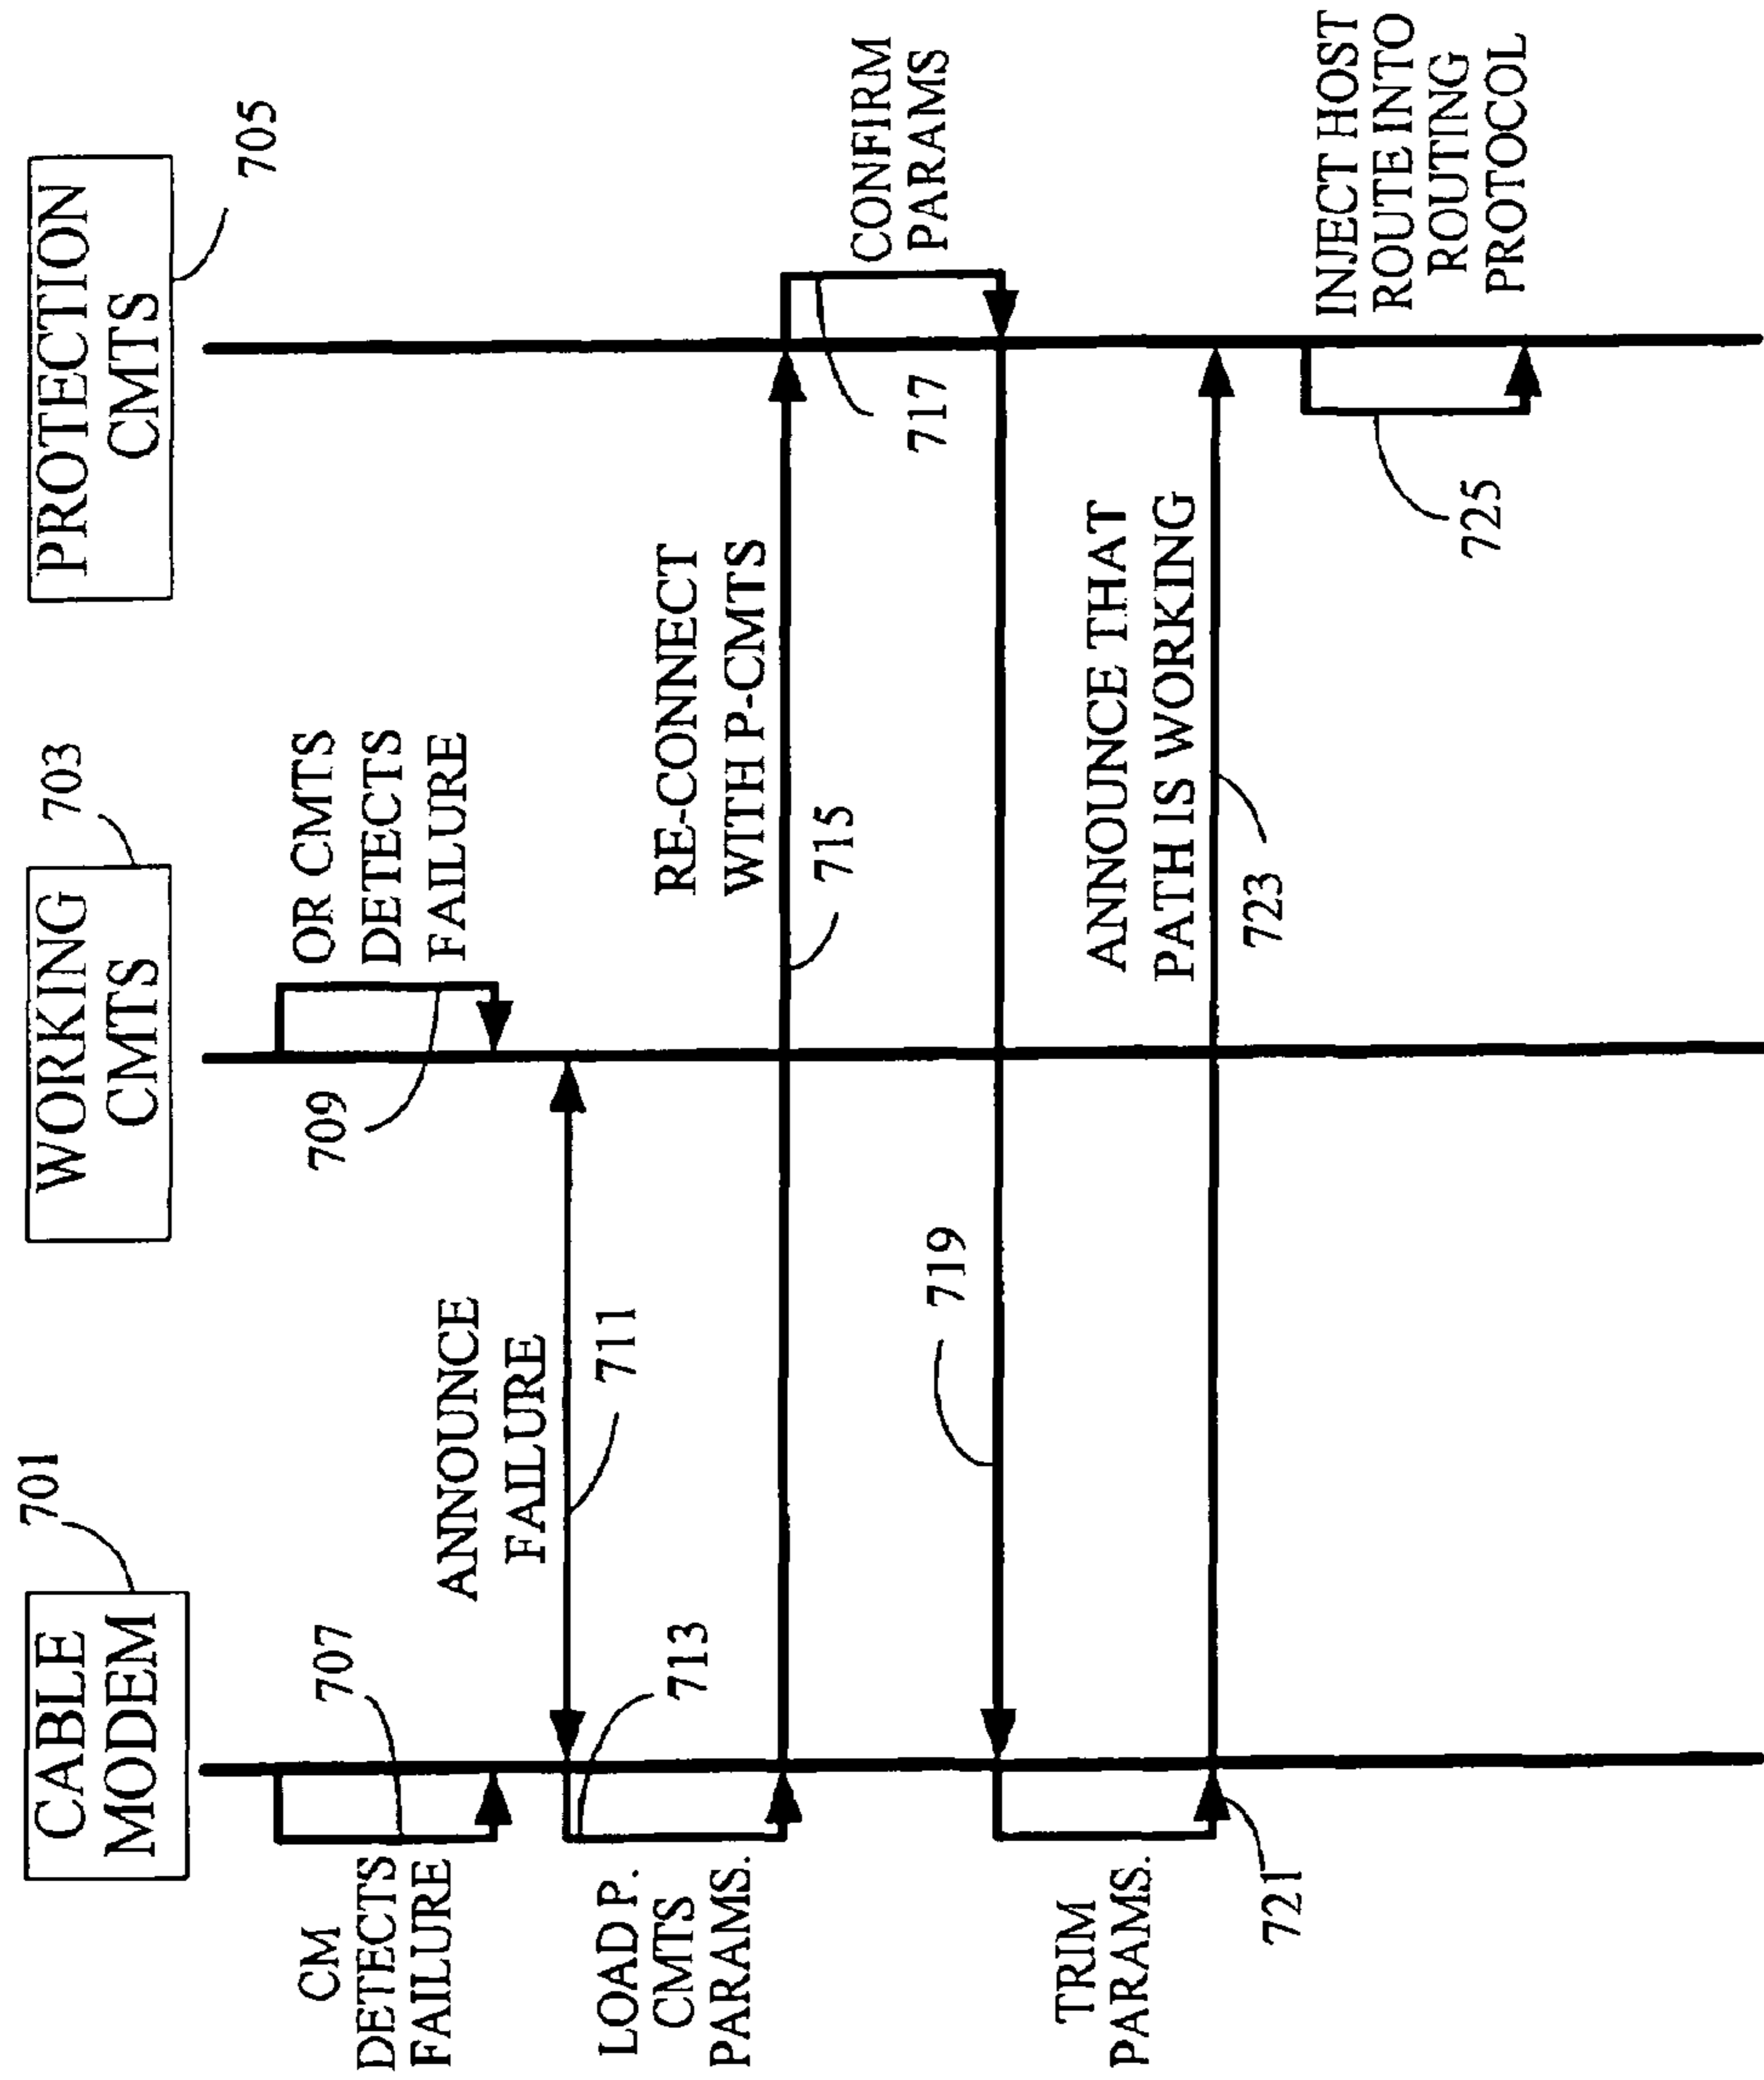 CABLE
MODEM
701
WORKING
CMTS
703
PROTECTION
CMTS
705
CM
DETECTS
FAILURE
707
OR CMTS
DETECTS
FAILURE
709
ANNOUNCE
FAILURE
711
LOAD P.
CMTS
PARAMS.
713
RE-CONNECT
WITH P-CMTS
715
CONFIRM
PARAMS
717
719
TRIM
PARAMS.
721
ANNOUNCE THAT
PATH IS WORKING
723
INJECT HOST
ROUTE INTO
ROUTING
PROTOCOL
725